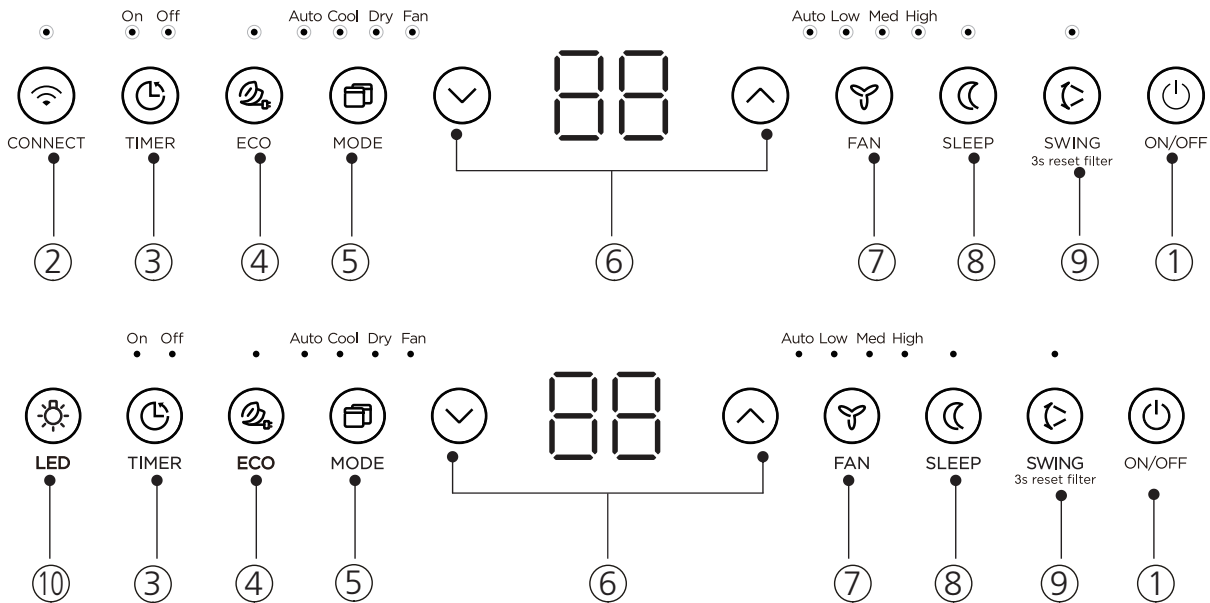 On Off Auto Cool Dry Fan Auto Low Med High
88
CONNECT TIMER ECO MODE FAN SLEEP SWING ON/OFF
3s reset filter
② ③ ④ ⑤ ⑥ ⑦ ⑧ ⑨ ①
On Off Auto Cool Dry Fan Auto Low Med High
88
LED TIMER ECO MODE FAN SLEEP SWING ON/OFF
3s reset filter
⑩ ③ ④ ⑤ ⑥ ⑦ ⑧ ⑨ ①